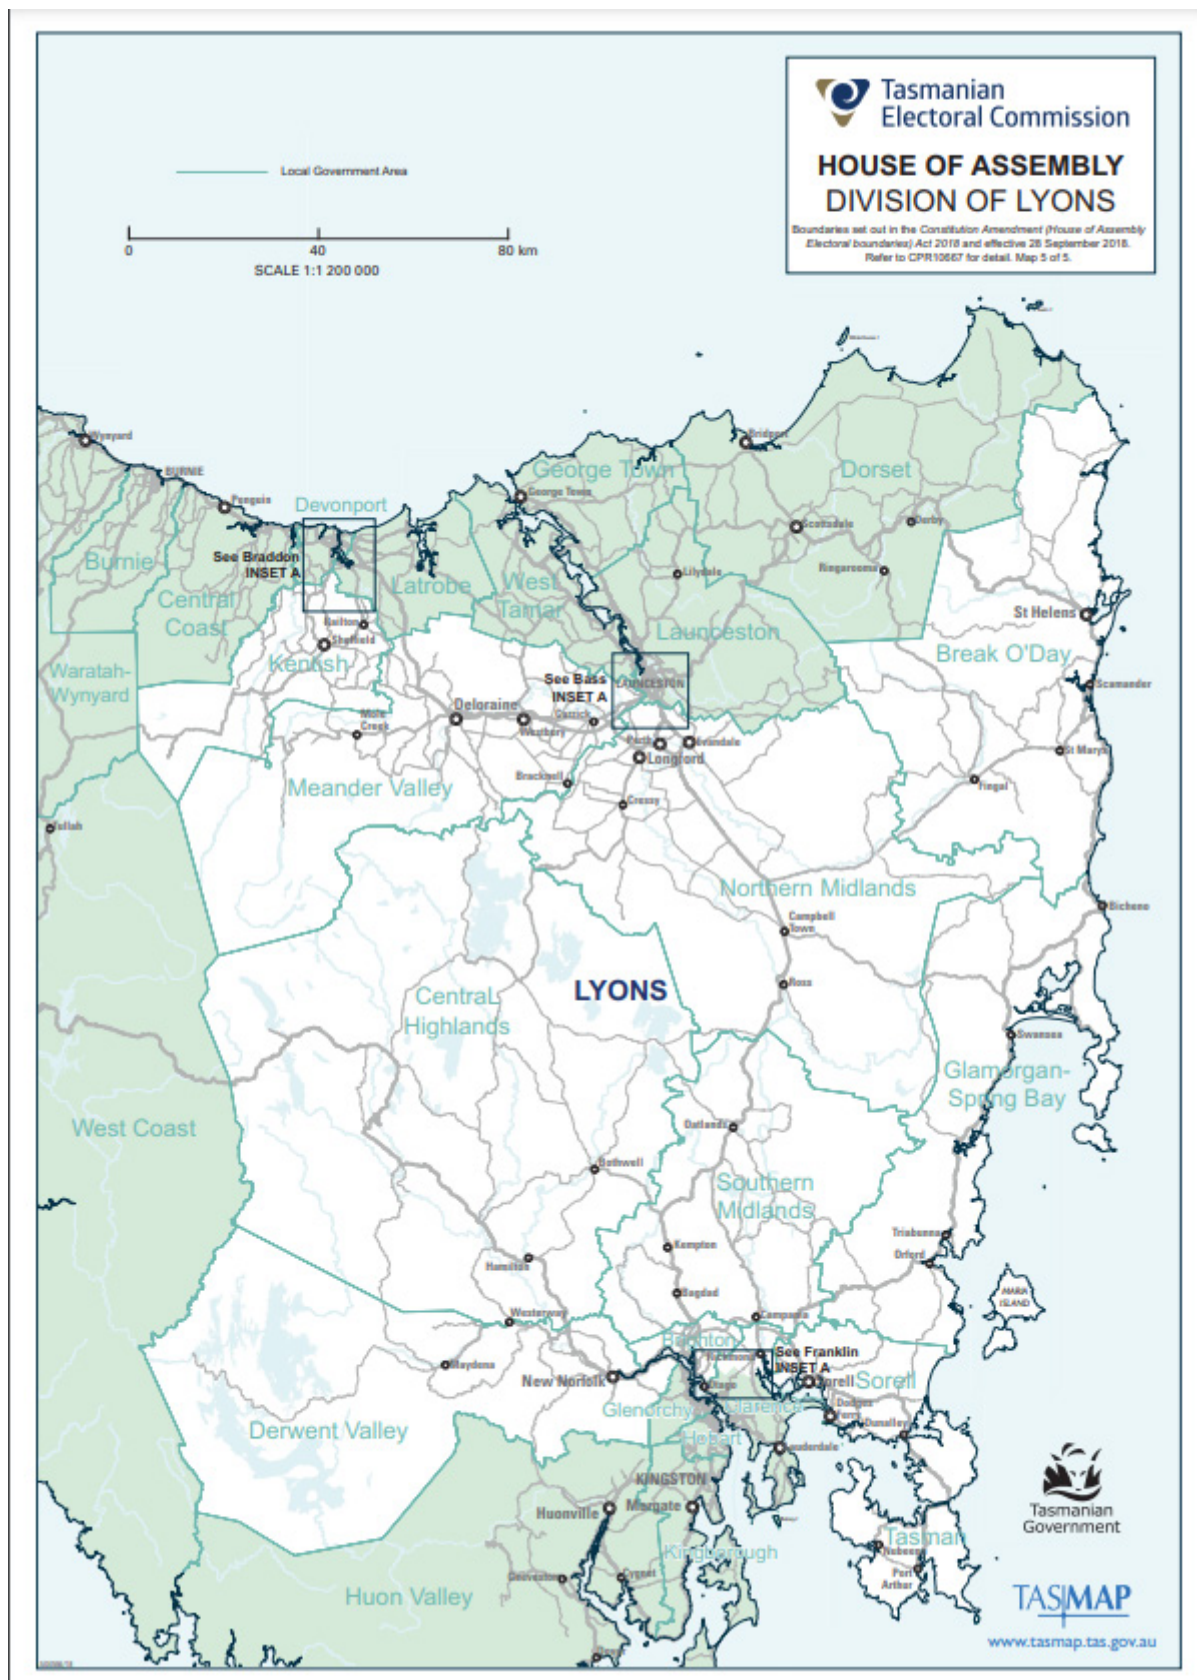 Tasmanian
Electoral Commission
HOUSE OF ASSEMBLY
DIVISION OF LYONS
Boundaries set out in the Constitution Amendment (House of Assembly
Electoral boundaries) Act 2018 and effective 28 September 2018.
Refer to CPR10667 for detail. Map 5 of 5.
Local Government Area
0 40 80 km
SCALE 1:1 200 000
Wynyard
BURNIE
Penguin
Devonport
George Town
George Town
Bridport
Dorset
Scottsdale
Derby
See Braddon
INSET A
Burnie
Central
Coast
Latrobe
West
Tamar
Lilydale
Ringarooma
Launceston
St Helens
Railton
Sheffield
Kentish
Waratah-
Wynyard
Break O'Day
See Bass
INSET A
LAUNCESTON
Scamander
Deloraine
Mole
Creek
Westbury
Carrick
Perth
Evandale
Longford
St Marys
Bracknell
Meander Valley
Fingal
Cressy
Tullah
Northern Midlands
Bicheno
Campbell
Town
Ross
LYONS
Central
Highlands
Swansea
Glamorgan-
Spring Bay
West Coast
Oatlands
Bothwell
Southern
Midlands
Triabunna
Kempton
Orford
Hamilton
Bagdad
MARIA
ISLAND
Westerway
Campania
Brighton
Richmond
See Franklin
INSET A
Maydena
New Norfolk
Otago
Sorell
Sorell
Glenorchy
Clarence
Dodges
Ferry
Dunalley
Derwent Valley
Hobart
Lauderdale
KINGSTON
Huonville
Margate
Tasman
Nubeena
Kingborough
Port
Arthur
Geeveston
Cygnet
Huon Valley
Dover
Tasmanian
Government
TASMAP
www.tasmap.tas.gov.au